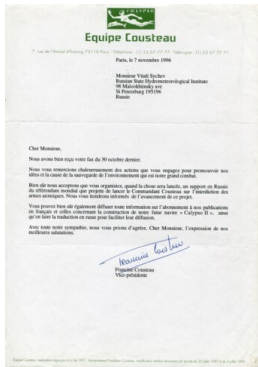 CALYPSO
Equipe Cousteau
Paris, le 7 novembre 1996
Monsieur Vitali Sychev
Russian State Hydrometeorological Institute
98 Malookhtinsky ave
St Petersburg 195196
Russie
Cher Monsieur,
Nous avons bien reçu votre fax du 30 octobre dernier.
Nous vous remercions chaleureusement des actions que vous engagez pour promouvoir nos
idées et la cause de la sauvegarde de l'environnement qui est notre grand combat.
Bien sûr nous acceptons que vous organisiez, quand la chose sera lancée, un support en Russie
du référendum mondial que projette de lancer le Commandant Cousteau sur l'interdiction des
armes atomiques. Nous vous tiendrons informés de l'avancement de ce projet.
Vous pouvez bien sûr également diffuser toute information sur l'abonnement à nos publications
en français et celles concernant la construction de notre futur navire « Calypso II », ainsi
qu'en faire la traduction en russe pour faciliter leur diffusion.
Avec toute notre sympathie, nous vous prions d'agréer, Cher Monsieur, l'expression de nos
meilleures salutations.
Francine Cousteau
Francine Cousteau
Vice-présidente